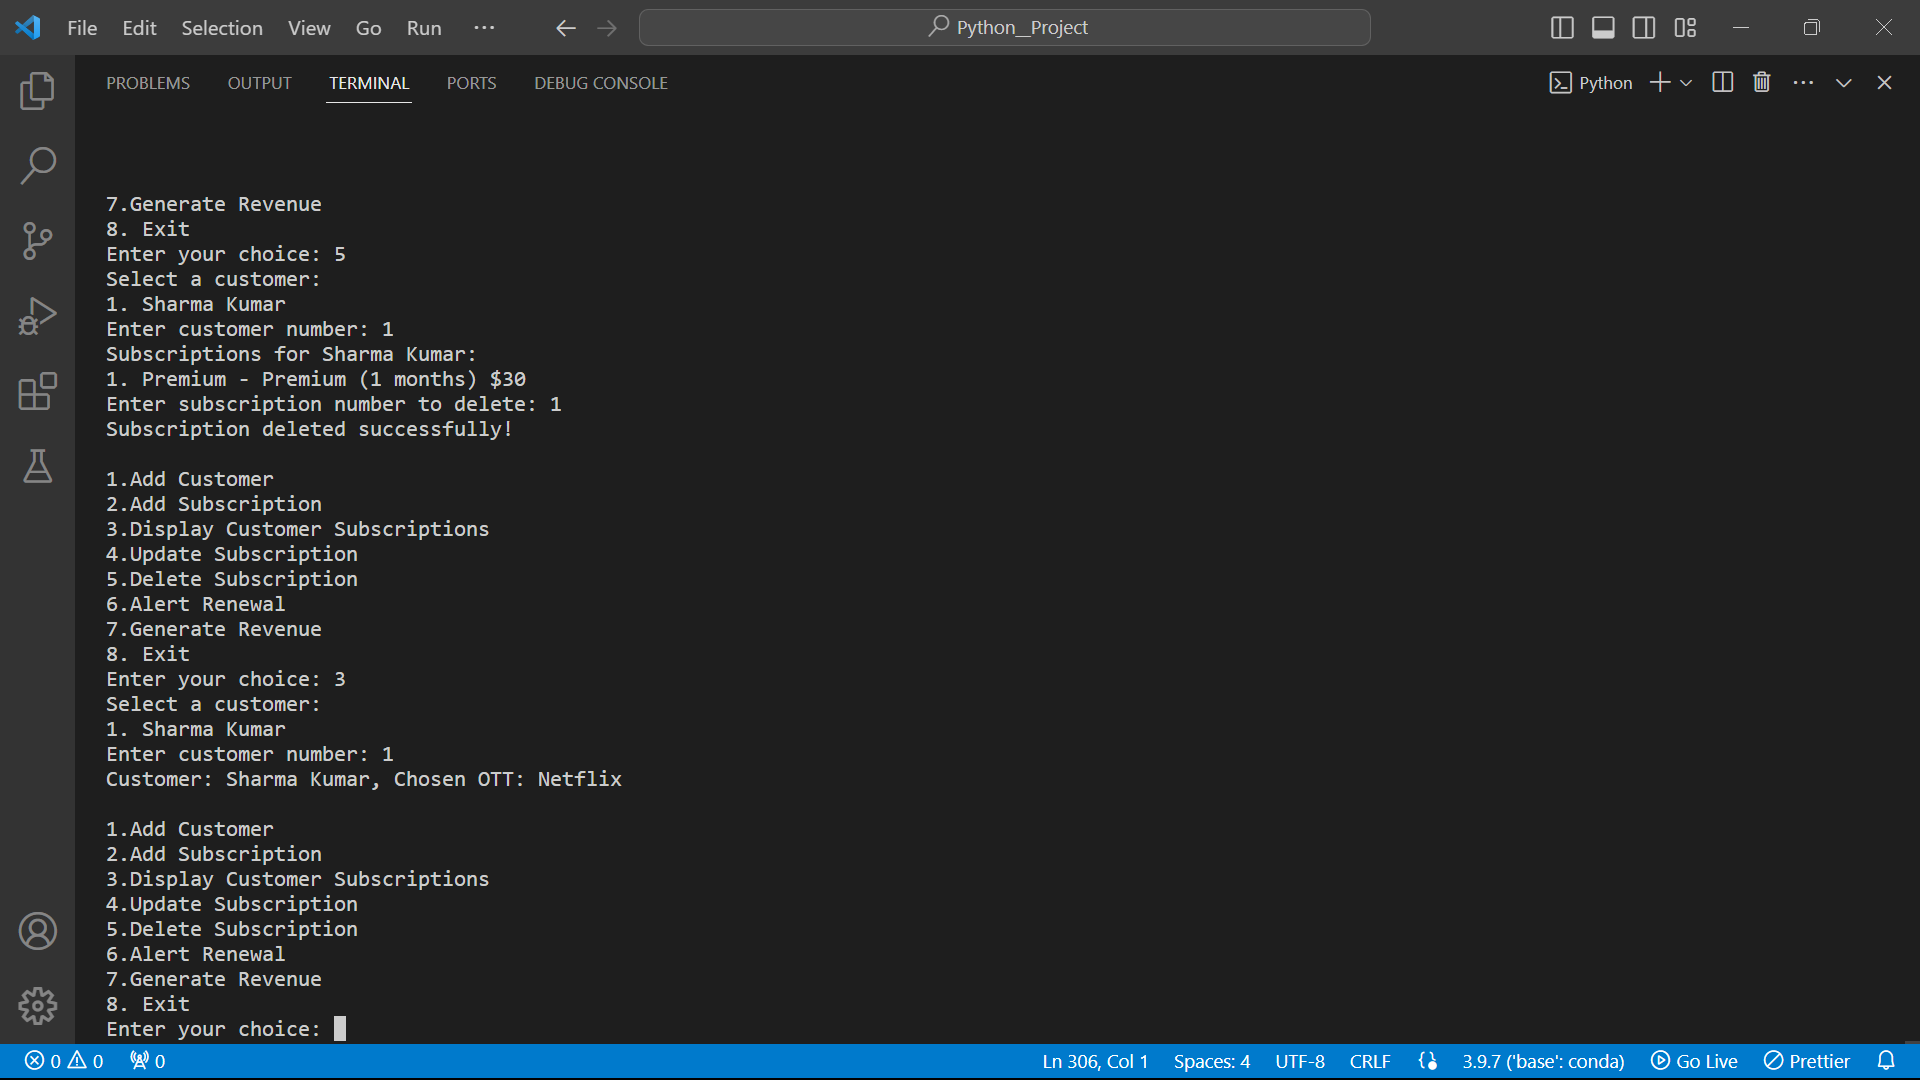 File Edit Selection View Go Run ··· Python__Project
PROBLEMS OUTPUT TERMINAL PORTS DEBUG CONSOLE Python
7.Generate Revenue
8. Exit
Enter your choice: 5
Select a customer:
1. Sharma Kumar
Enter customer number: 1
Subscriptions for Sharma Kumar:
1. Premium - Premium (1 months) $30
Enter subscription number to delete: 1
Subscription deleted successfully!
1.Add Customer
2.Add Subscription
3.Display Customer Subscriptions
4.Update Subscription
5.Delete Subscription
6.Alert Renewal
7.Generate Revenue
8. Exit
Enter your choice: 3
Select a customer:
1. Sharma Kumar
Enter customer number: 1
Customer: Sharma Kumar, Chosen OTT: Netflix
1.Add Customer
2.Add Subscription
3.Display Customer Subscriptions
4.Update Subscription
5.Delete Subscription
6.Alert Renewal
7.Generate Revenue
8. Exit
Enter your choice:
0 0 0 Ln 306, Col 1 Spaces: 4 UTF-8 CRLF 3.9.7 ('base': conda) Go Live Prettier